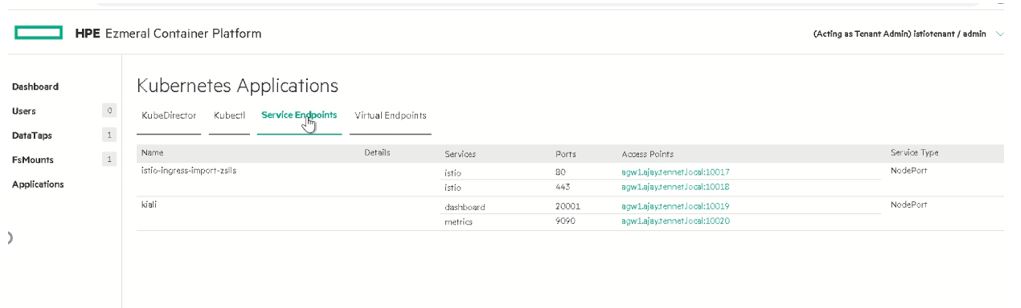 HPE Ezmeral Container Platform
(Acting as Tenant Admin) istiotenant / admin
Dashboard
Users 0
DataTaps 1
FsMounts 1
Applications
Kubernetes Applications
KubeDirector Kubectl Service Endpoints Virtual Endpoints
Name Details Services Ports Access Points Service Type
istio-ingress-import-zslls istio 80 agw1.ajay.tennet.local:10017 NodePort
istio 443 agw1.ajay.tennet.local:10018
kiali dashboard 20001 agw1.ajay.tennet.local:10019 NodePort
metrics 9090 agw1.ajay.tennet.local:10020